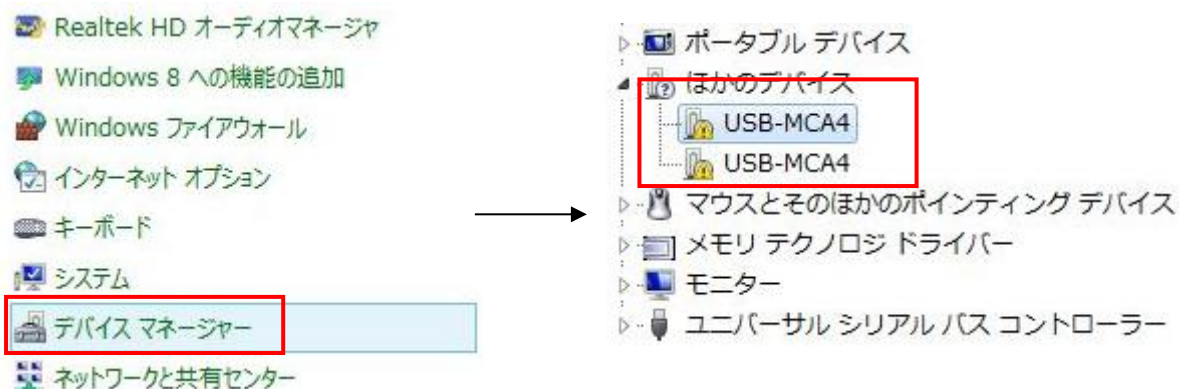 Realtek HD オーディオマネージャ
Windows 8 への機能の追加
Windows ファイアウォール
インターネット オプション
キーボード
システム
デバイス マネージャー
ネットワークと共有センター
ポータブル デバイス
ほかのデバイス
USB-MCA4
USB-MCA4
マウスとそのほかのポインティング デバイス
メモリ テクノロジ ドライバー
モニター
ユニバーサル シリアル バス コントローラー